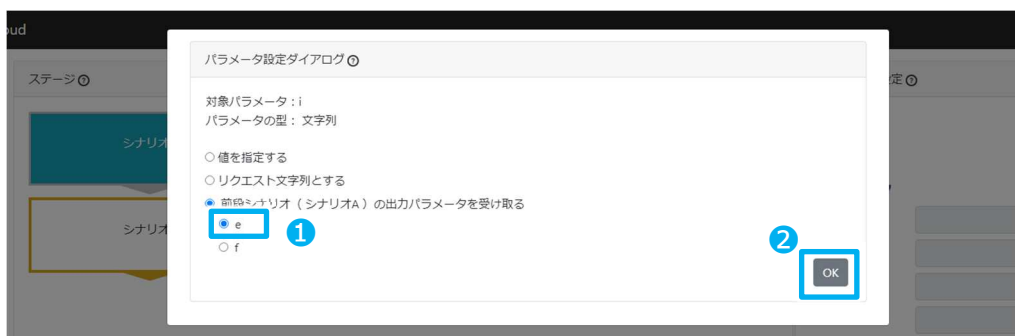 oud
パラメータ設定ダイアログ
ステージ
定
対象パラメータ：i
パラメータの型： 文字列
シナリオ
値を指定する
リクエスト文字列とする
前段シナリオ（シナリオA）の出力パラメータを受け取る
シナリオ
e
1
f
2
OK